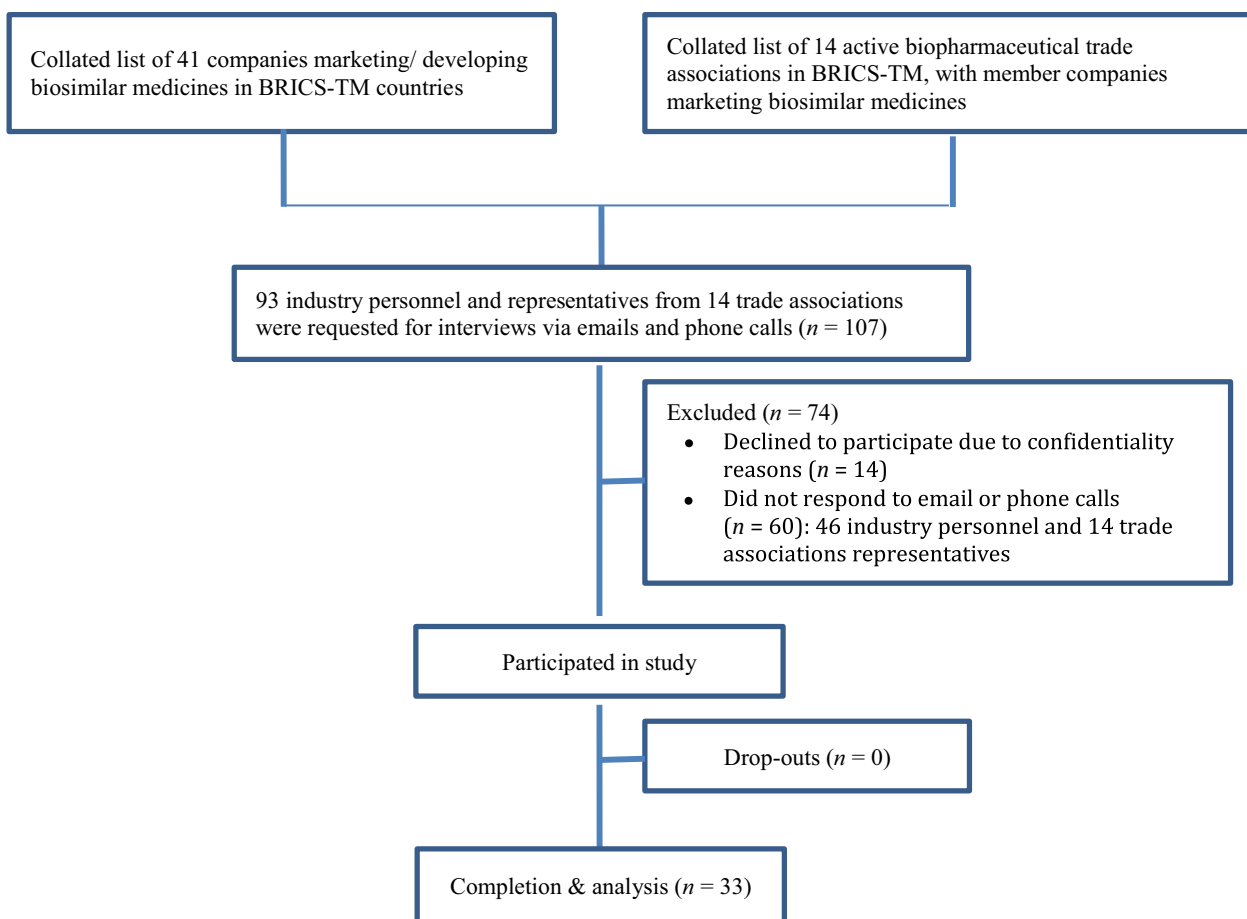 Collated list of 41 companies marketing/ developing
biosimilar medicines in BRICS-TM countries
Collated list of 14 active biopharmaceutical trade
associations in BRICS-TM, with member companies
marketing biosimilar medicines
93 industry personnel and representatives from 14 trade associations
were requested for interviews via emails and phone calls (n = 107)
Excluded (n = 74)
• Declined to participate due to confidentiality
reasons (n = 14)
• Did not respond to email or phone calls
(n = 60): 46 industry personnel and 14 trade
associations representatives
Participated in study
Drop-outs (n = 0)
Completion & analysis (n = 33)